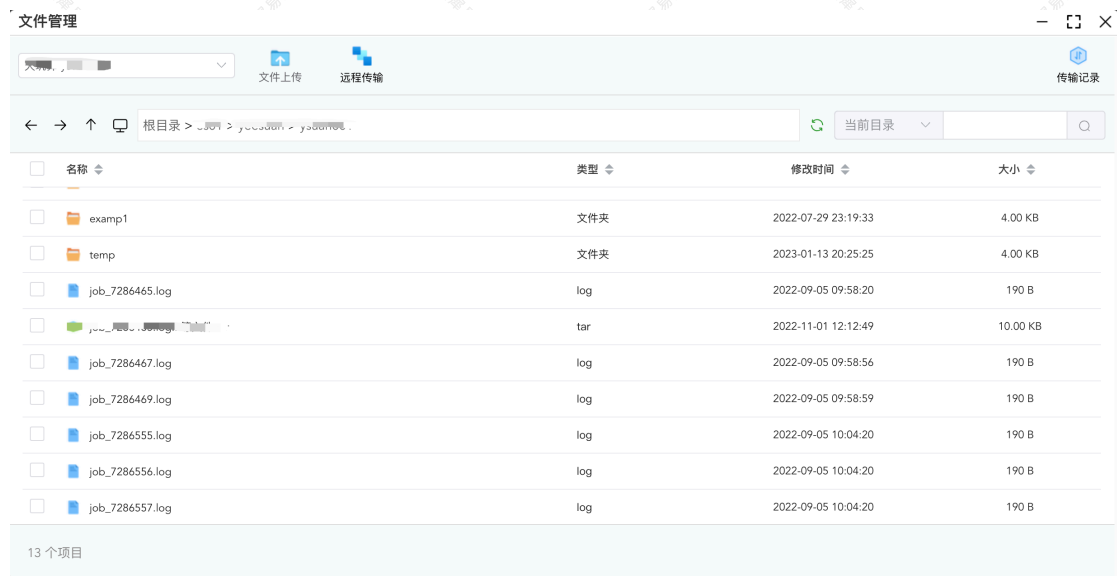 文件管理
文件上传
远程传输
传输记录
根目录 >
当前目录
名称 类型 修改时间 大小
examp1 文件夹 2022-07-29 23:19:33 4.00 KB
temp 文件夹 2023-01-13 20:25:25 4.00 KB
job_7286465.log log 2022-09-05 09:58:20 190 B
tar 2022-11-01 12:12:49 10.00 KB
job_7286467.log log 2022-09-05 09:58:56 190 B
job_7286469.log log 2022-09-05 09:58:59 190 B
job_7286555.log log 2022-09-05 10:04:20 190 B
job_7286556.log log 2022-09-05 10:04:20 190 B
job_7286557.log log 2022-09-05 10:04:20 190 B
13 个项目